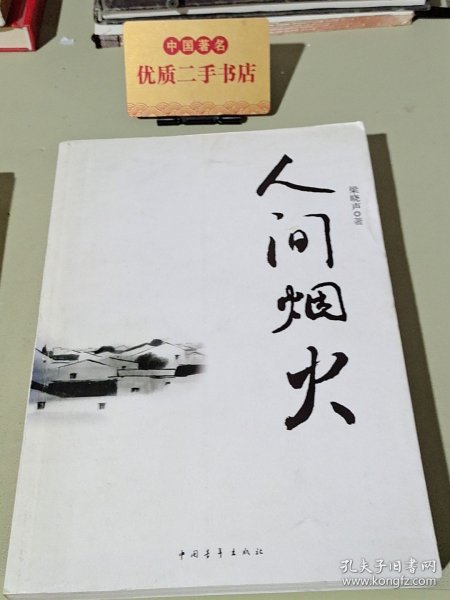 中国著名
优质二手书店
人间烟火
梁晓声 著
中国青年出版社
孔夫子旧书网
www.kongfz.com